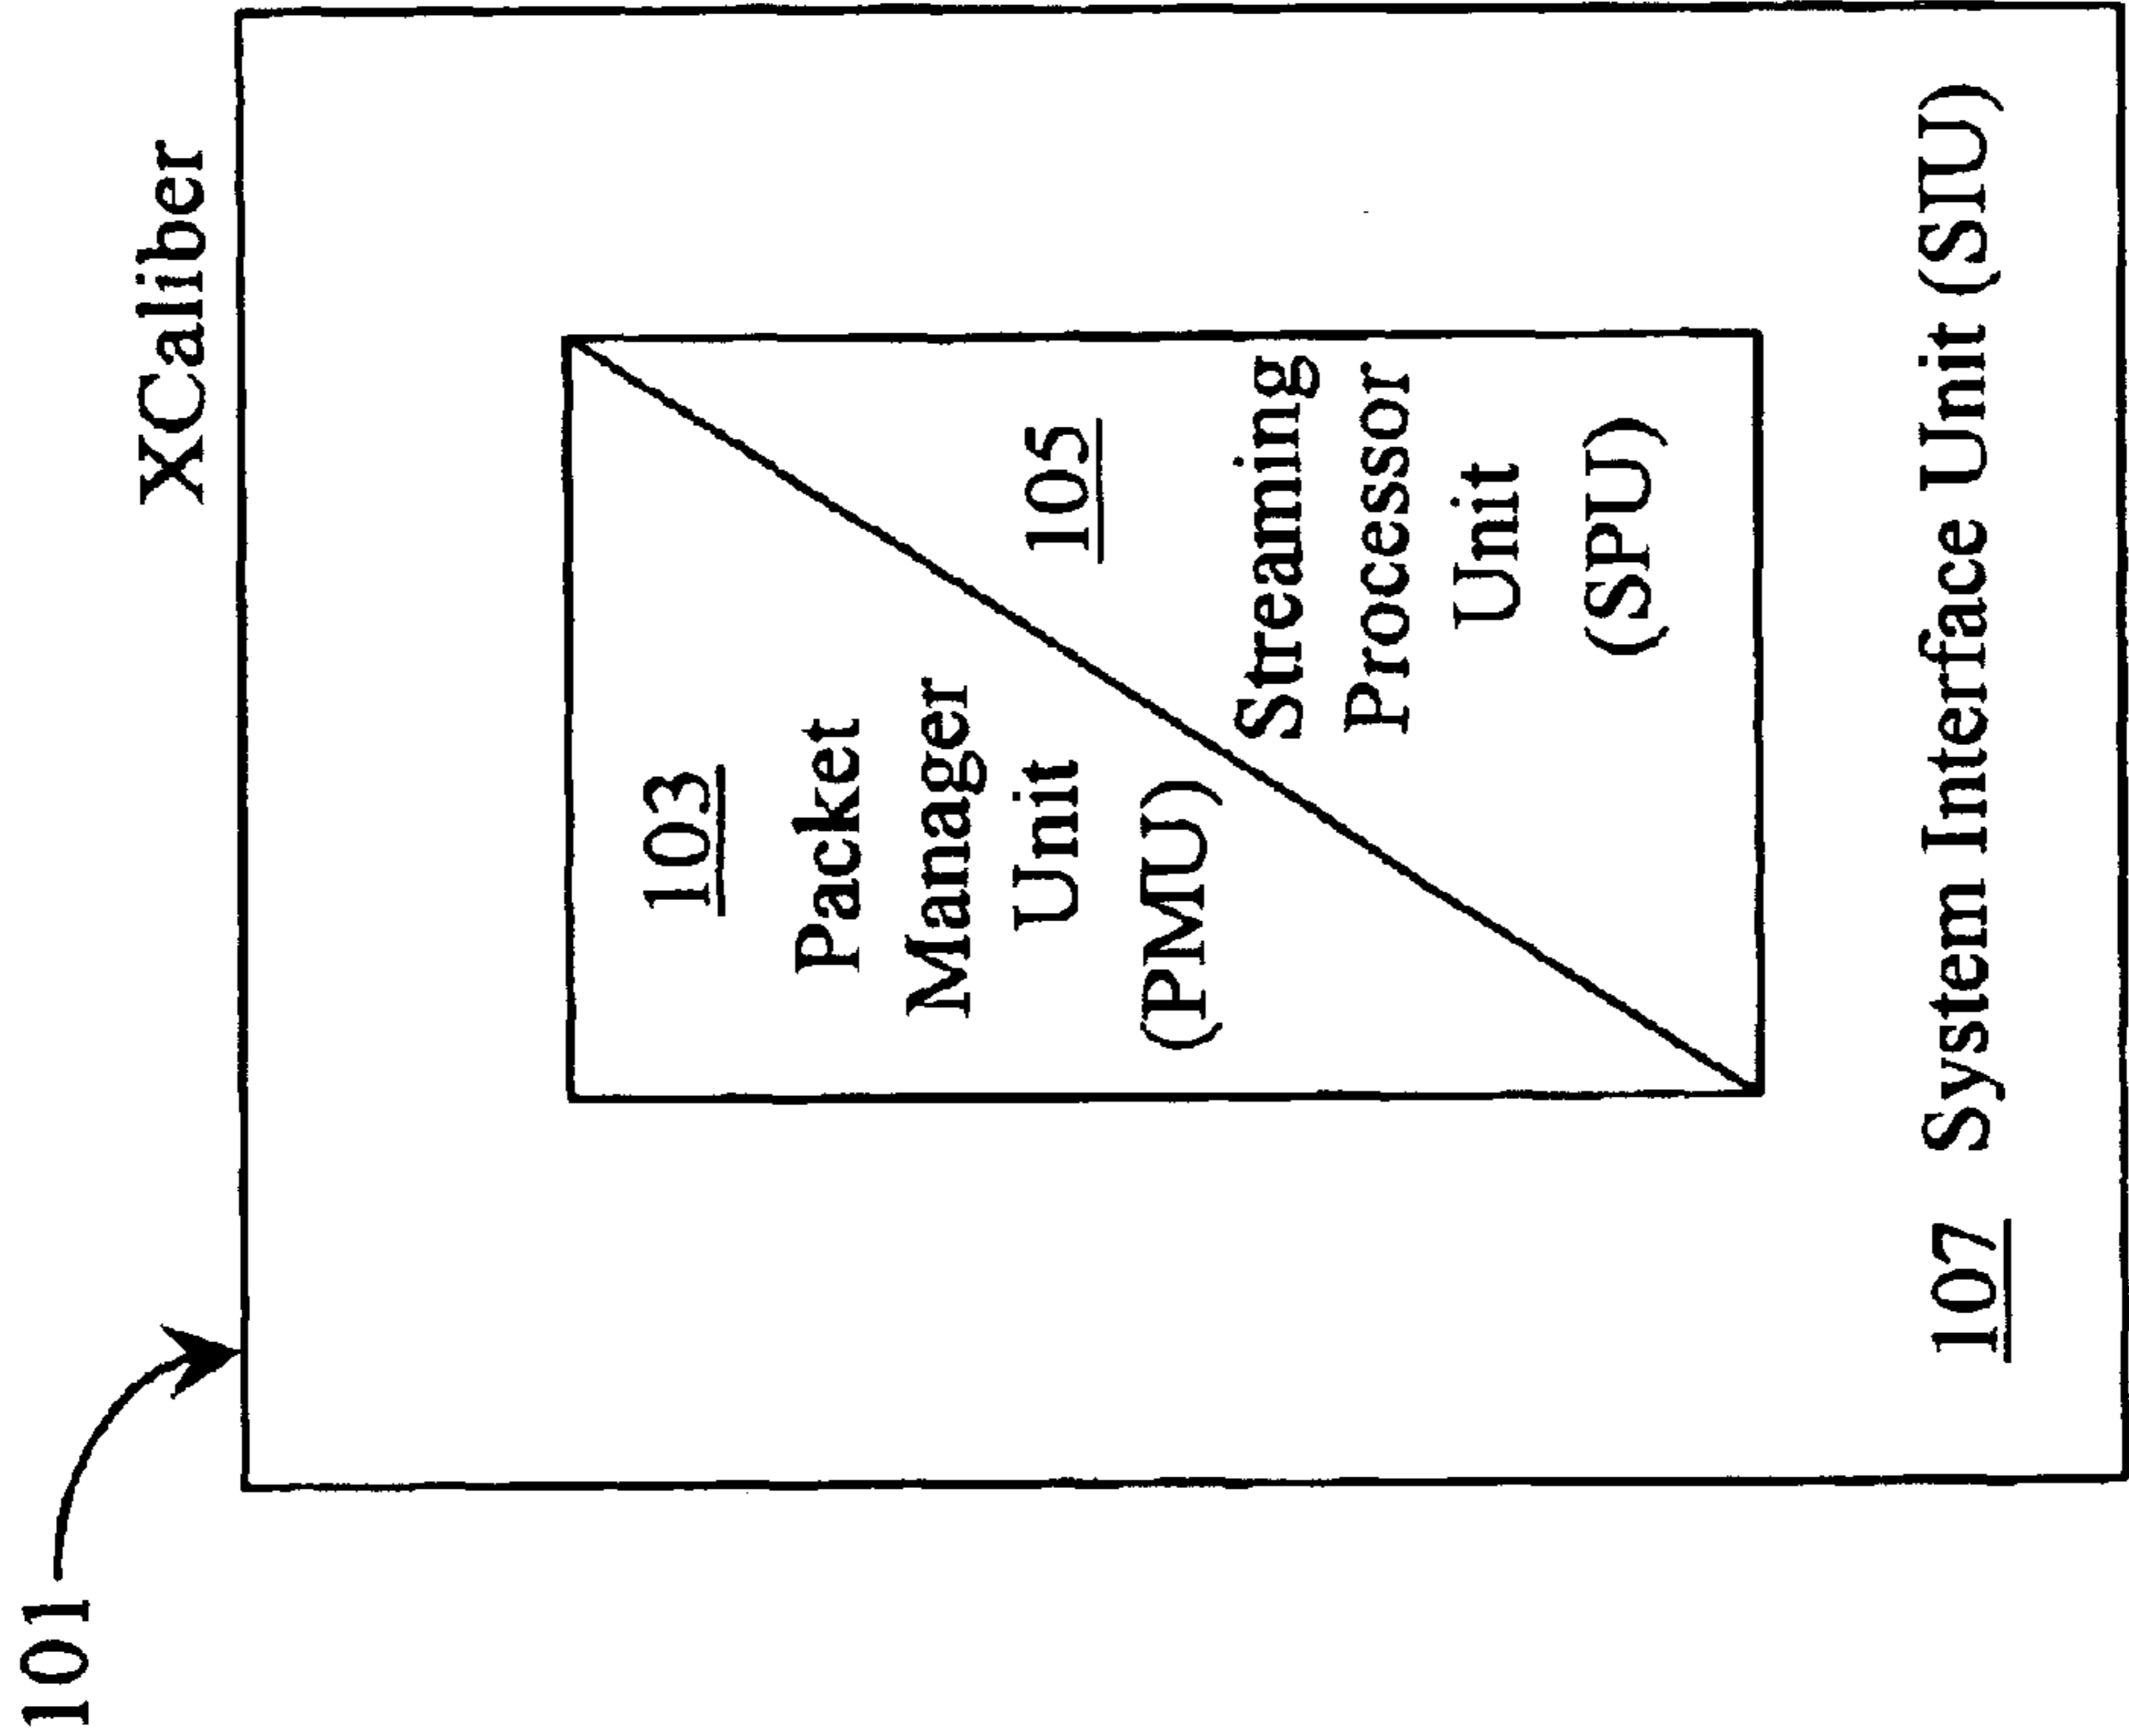 101
XCaliber
103
Packet
Manager
Unit
(PMU)
105
Streaming
Processor
Unit
(SPU)
107 System Interface Unit (SIU)